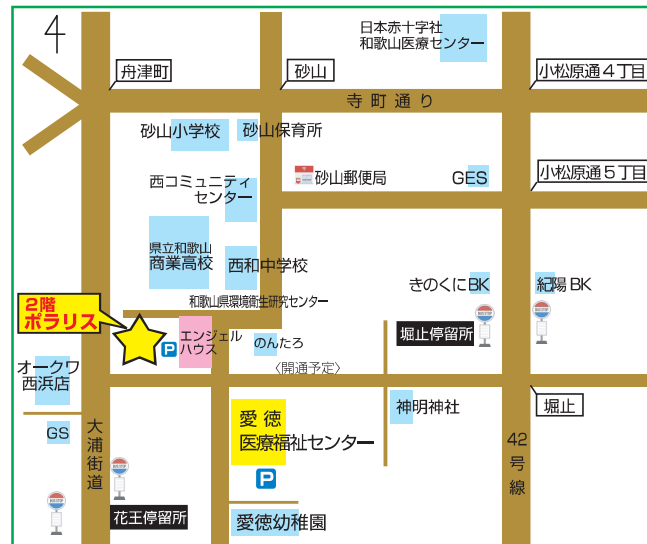 4
日本赤十字社
和歌山医療センター
舟津町
砂山
小松原通4丁目
寺町通り
砂山小学校
砂山保育所
砂山郵便局
GES
小松原通5丁目
西コミュニティ
センター
県立和歌山
商業高校
西和中学校
きのくにBK
紀陽BK
和歌山県環境衛生研究センター
2階
ポラリス
P
エンジェル
ハウス
のんたろ
堀止停留所
〈開通予定〉
オークワ
西浜店
神明神社
堀止
愛徳
医療福祉センター
GS
大浦街道
42号線
P
花王停留所
愛徳幼稚園